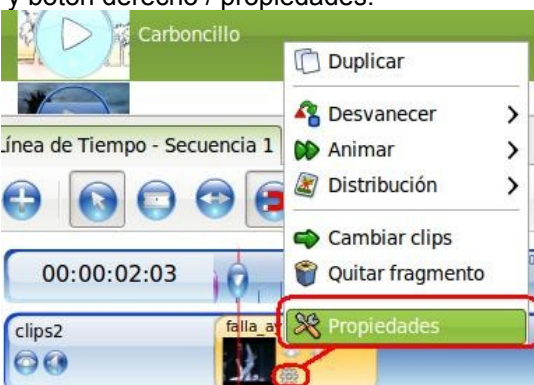 y botón derecho / propiedades:
Carboncillo
Duplicar
Desvanecer
Línea de Tiempo - Secuencia 1
Animar
Distribución
Cambiar clips
00:00:02:03
Quitar fragmento
Propiedades
clips2
falla_ay